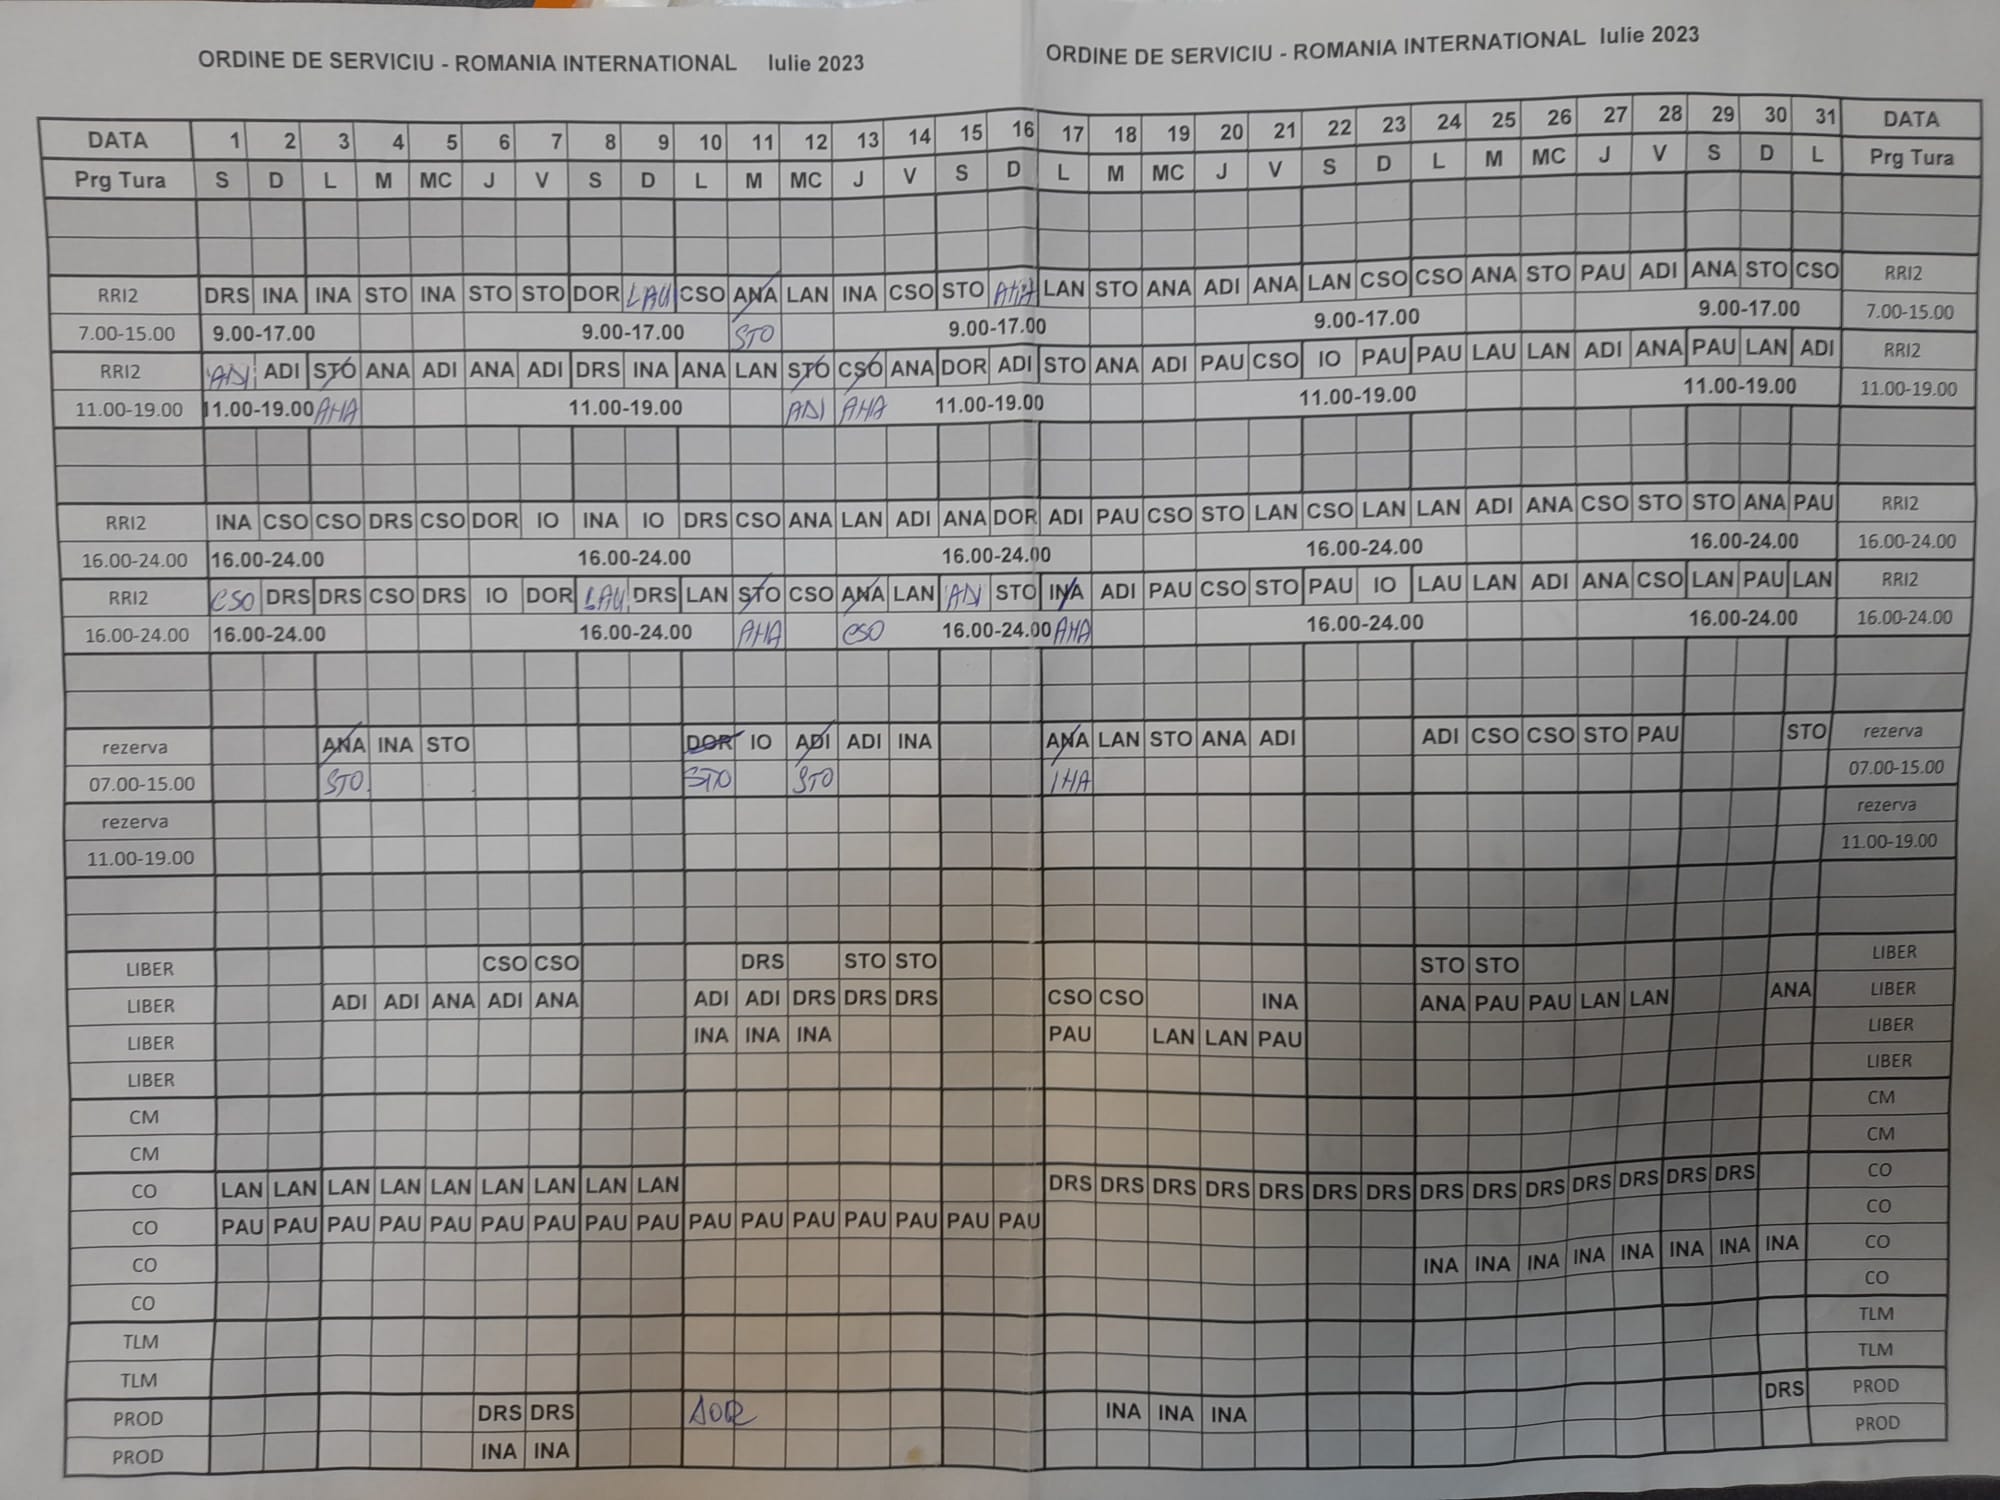 ORDINE DE SERVICIU - ROMANIA INTERNATIONAL Iulie 2023 ORDINE DE SERVICIU - ROMANIA INTERNATIONAL Iulie 2023
DATA 1 2 3 4 5 6 7 8 9 10 11 12 13 14 15 16 17 18 19 20 21 22 23 24 25 26 27 28 29 30 31 DATA
Prg Tura S D L M MC J V S D L M MC J V S D L M MC J V S D L M MC J V S D L Prg Tura
RRI2 DRS INA INA STO INA STO STO DOR LAU CSO ANA LAN INA CSO STO ANA LAN STO ANA ADI ANA LAN CSO CSO ANA STO PAU ADI ANA STO CSO RRI2
7.00-15.00 9.00-17.00 9.00-17.00 STO 9.00-17.00 9.00-17.00 9.00-17.00 7.00-15.00
RRI2 ADI ADI STO ANA ADI ANA ADI DRS INA ANA LAN STO CSO ANA DOR ADI STO ANA ADI PAU CSO IO PAU PAU LAU LAN ADI ANA PAU LAN ADI RRI2
11.00-19.00 11.00-19.00 ANA 11.00-19.00 ADI ANA 11.00-19.00 11.00-19.00 11.00-19.00 11.00-19.00
RRI2 INA CSO CSO DRS CSO DOR IO INA IO DRS CSO ANA LAN ADI ANA DOR ADI PAU CSO STO LAN CSO LAN LAN ADI ANA CSO STO STO ANA PAU RRI2
16.00-24.00 16.00-24.00 16.00-24.00 16.00-24.00 16.00-24.00 16.00-24.00 16.00-24.00
RRI2 CSO DRS DRS CSO DRS IO DOR LAU DRS LAN STO CSO ANA LAN ADI STO INA ADI PAU CSO STO PAU IO LAU LAN ADI ANA CSO LAN PAU LAN RRI2
16.00-24.00 16.00-24.00 16.00-24.00 ANA CSO 16.00-24.00 ANA 16.00-24.00 16.00-24.00 16.00-24.00
rezerva ANA INA STO DOR IO ADI ADI INA ANA LAN STO ANA ADI ADI CSO CSO STO PAU STO rezerva
07.00-15.00 STO STO STO INA 07.00-15.00
rezerva rezerva
11.00-19.00 11.00-19.00
LIBER CSO CSO DRS STO STO STO STO LIBER
LIBER ADI ADI ANA ADI ANA ADI ADI DRS DRS DRS CSO CSO INA ANA PAU PAU LAN LAN ANA LIBER
LIBER INA INA INA PAU LAN LAN PAU LIBER
LIBER LIBER
CM CM
CM CM
CO LAN LAN LAN LAN LAN LAN LAN LAN LAN DRS DRS DRS DRS DRS DRS DRS DRS DRS DRS DRS DRS DRS DRS CO
CO PAU PAU PAU PAU PAU PAU PAU PAU PAU PAU PAU PAU PAU PAU PAU PAU CO
CO INA INA INA INA INA INA INA INA CO
CO CO
TLM TLM
TLM TLM
PROD DRS DRS DOR INA INA INA DRS PROD
PROD INA INA PROD